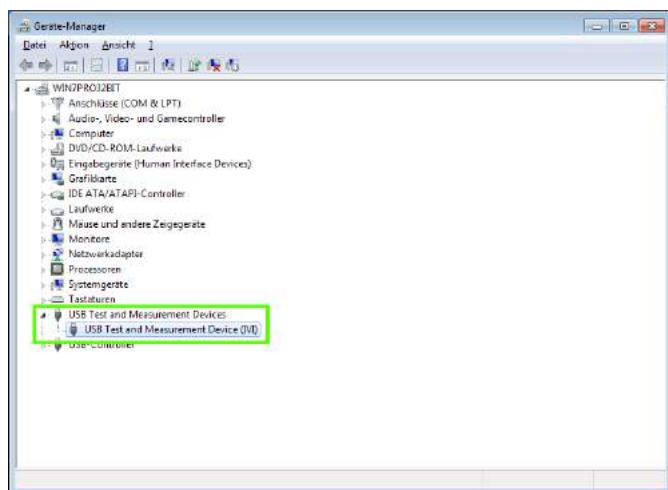 Geräte-Manager
Datei Aktion Ansicht ?
WIN7PRO32BIT
Anschlüsse (COM & LPT)
Audio-, Video- und Gamecontroller
Computer
DVD/CD-ROM-Laufwerke
Eingabegeräte (Human Interface Devices)
Grafikkarte
IDE ATA/ATAPI-Controller
Laufwerke
Mäuse und andere Zeigegeräte
Monitore
Netzwerkadapter
Prozessoren
Systemgeräte
Tastaturen
USB Test and Measurement Devices
USB Test and Measurement Device (IVI)
USB-Controller